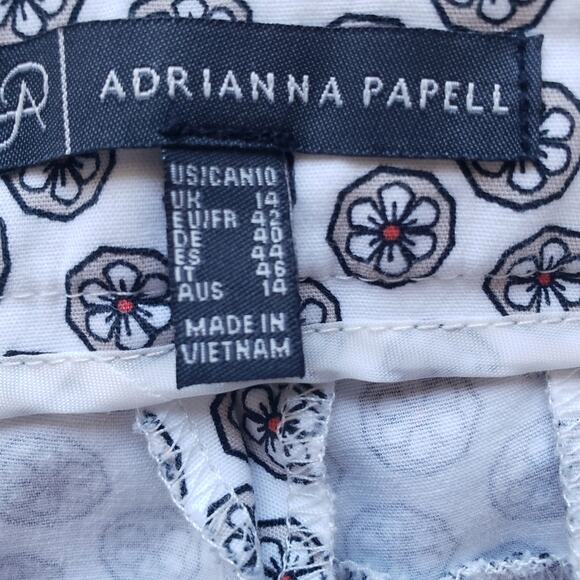 ADRIANNA PAPELL
US/CAN 10
UK 14
EU/FR 42
DE 40
ES 44
IT 46
AUS 14
MADE IN
VIETNAM